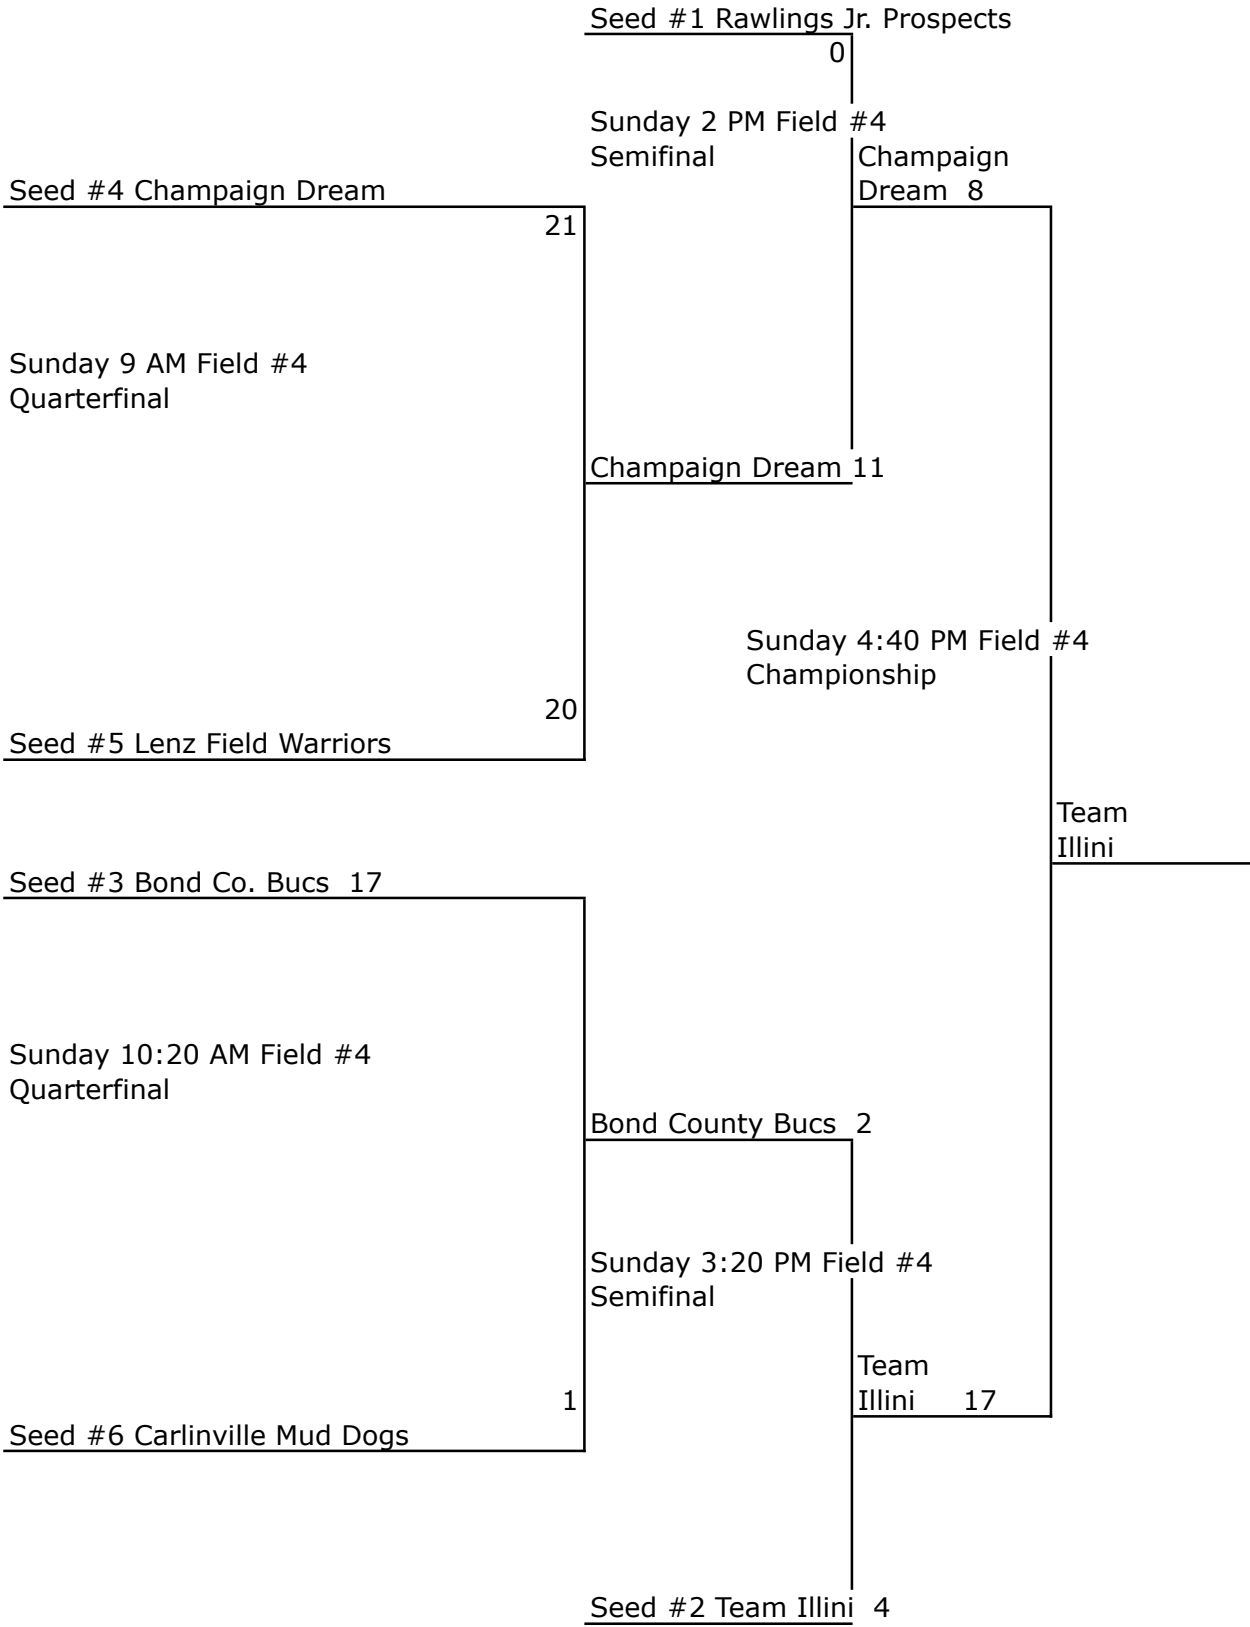 Seed #1 Rawlings Jr. Prospects
0
Sunday 2 PM Field #4
Semifinal
Champaign
Dream 8
Seed #4 Champaign Dream
21
Sunday 9 AM Field #4
Quarterfinal
Champaign Dream 11
Sunday 4:40 PM Field #4
Championship
20
Seed #5 Lenz Field Warriors
Team
Illini
Seed #3 Bond Co. Bucs 17
Sunday 10:20 AM Field #4
Quarterfinal
Bond County Bucs 2
Sunday 3:20 PM Field #4
Semifinal
Team
Illini 17
1
Seed #6 Carlinville Mud Dogs
Seed #2 Team Illini 4